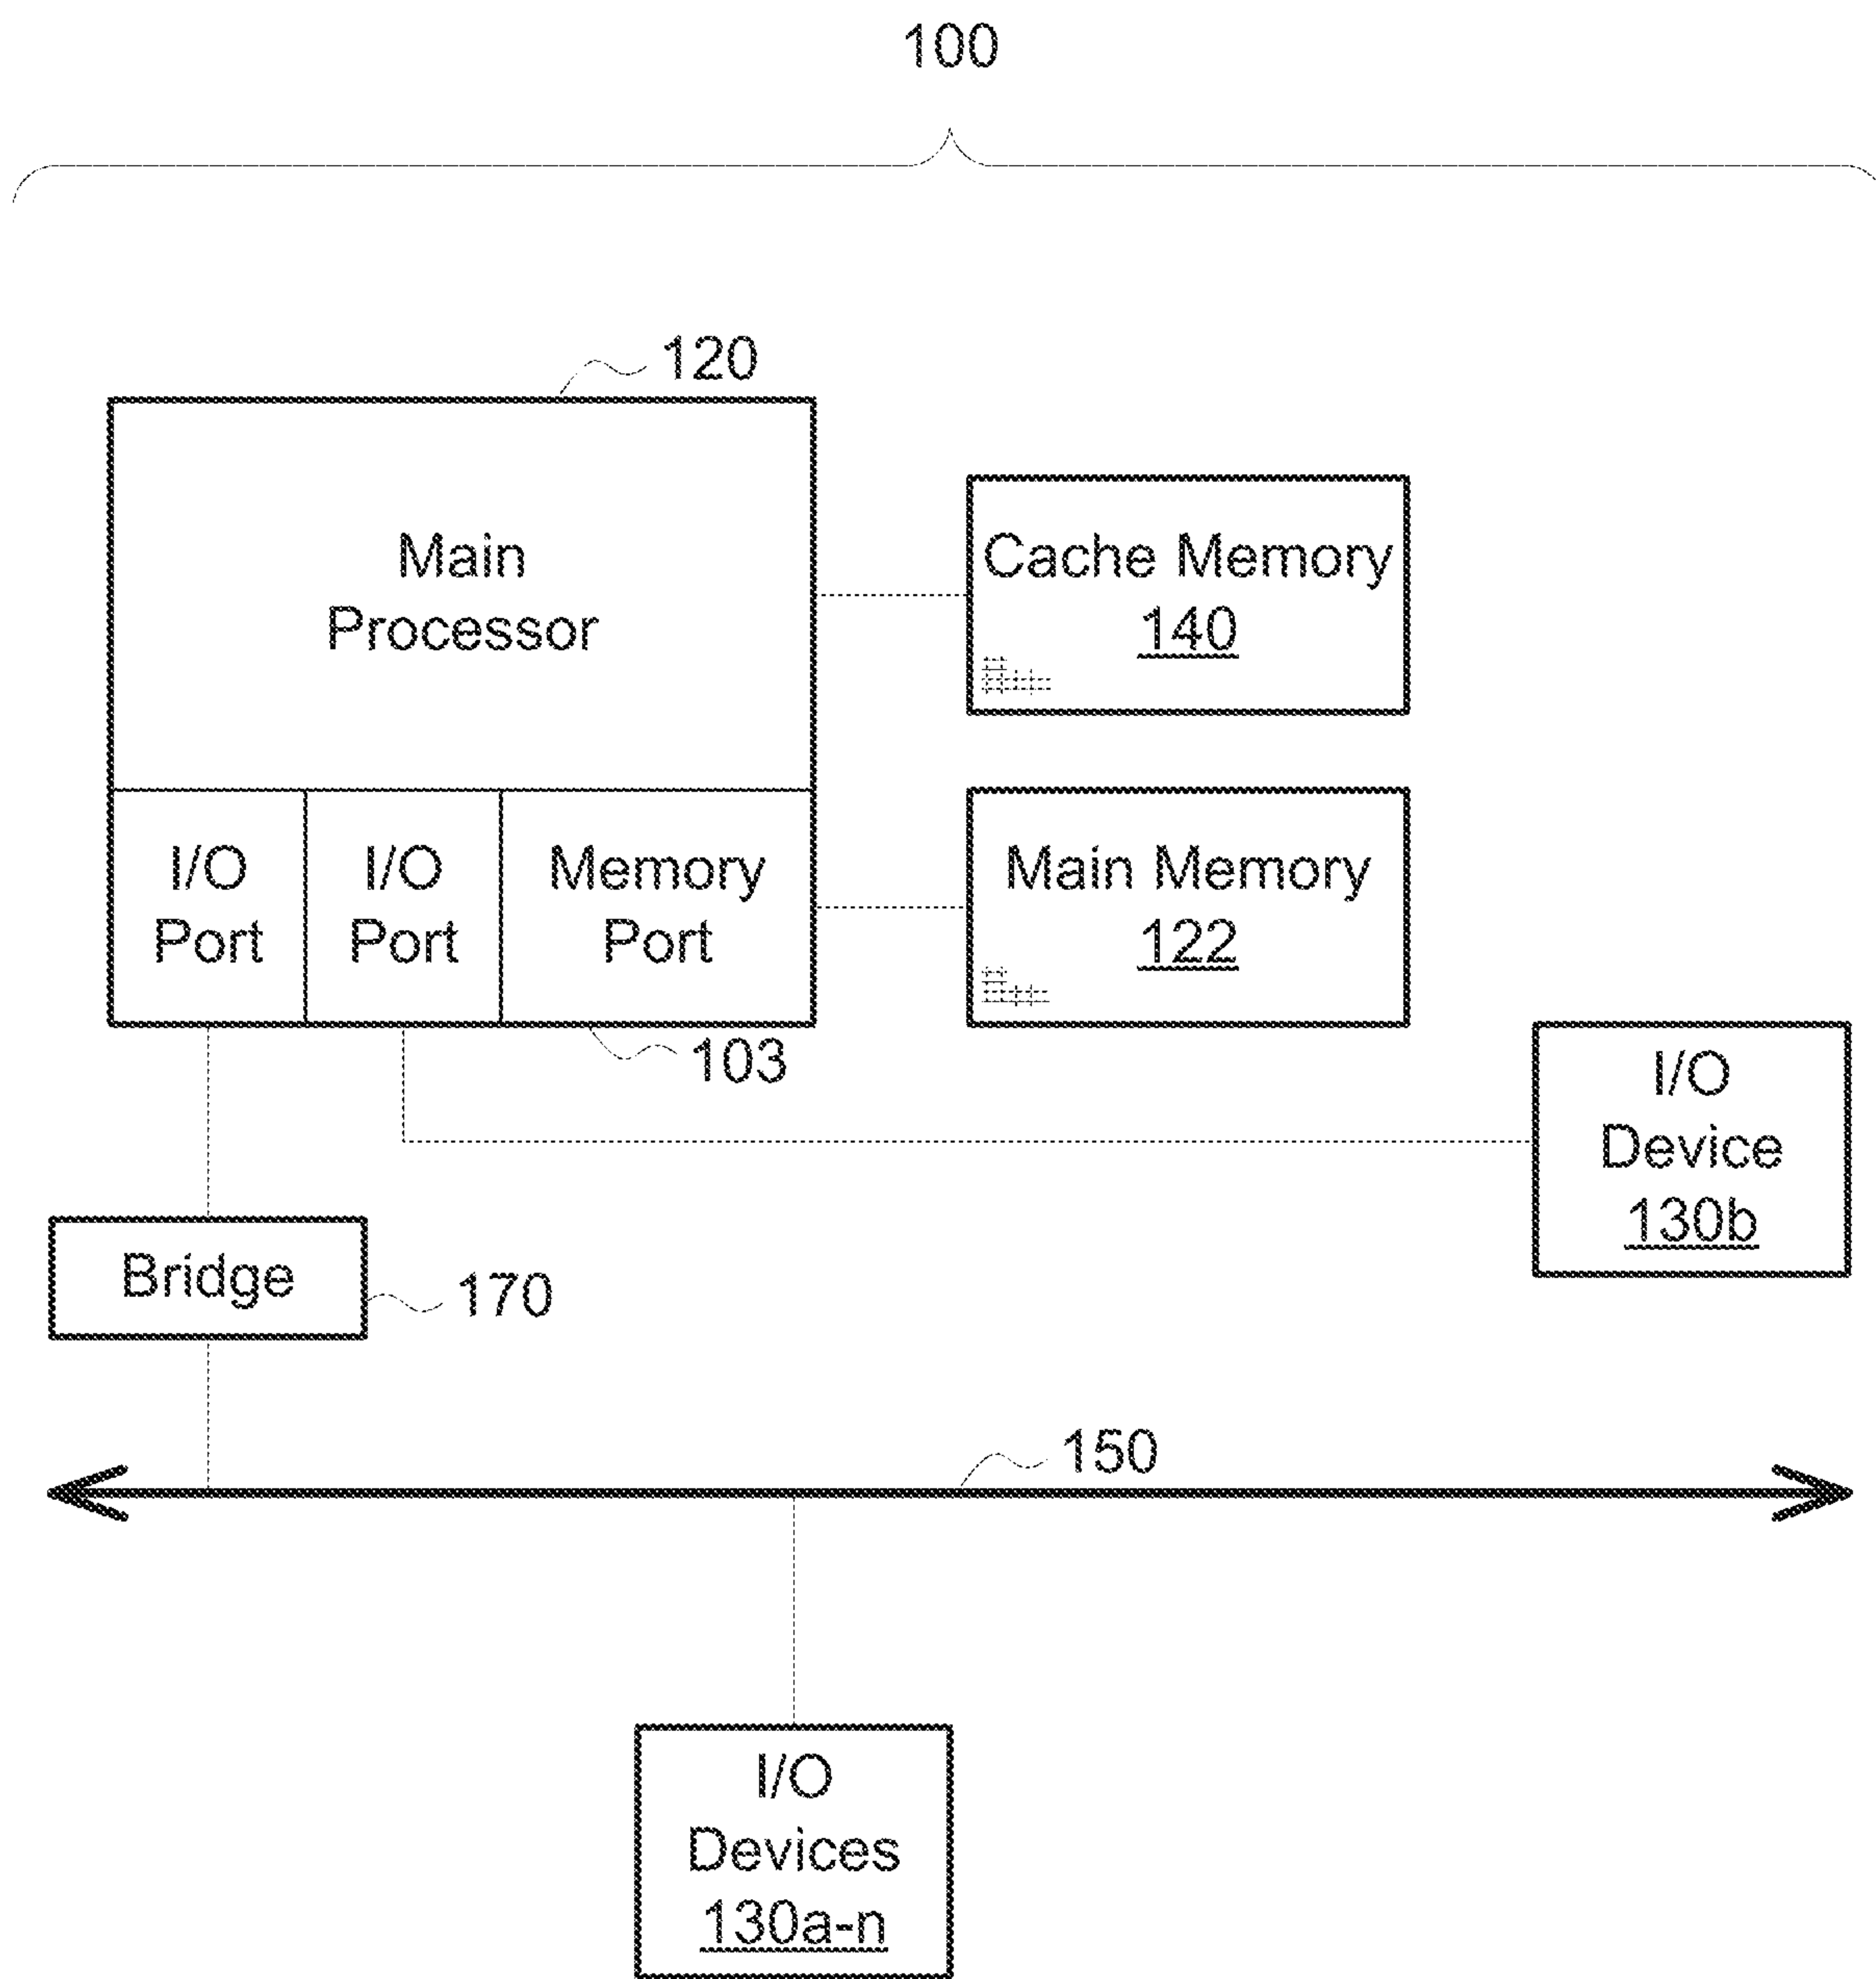 100
120
Main
Processor
Cache Memory
140
I/O
Port
I/O
Port
Memory
Port
Main Memory
122
103
I/O
Device
130b
Bridge
170
150
I/O
Devices
130a-n